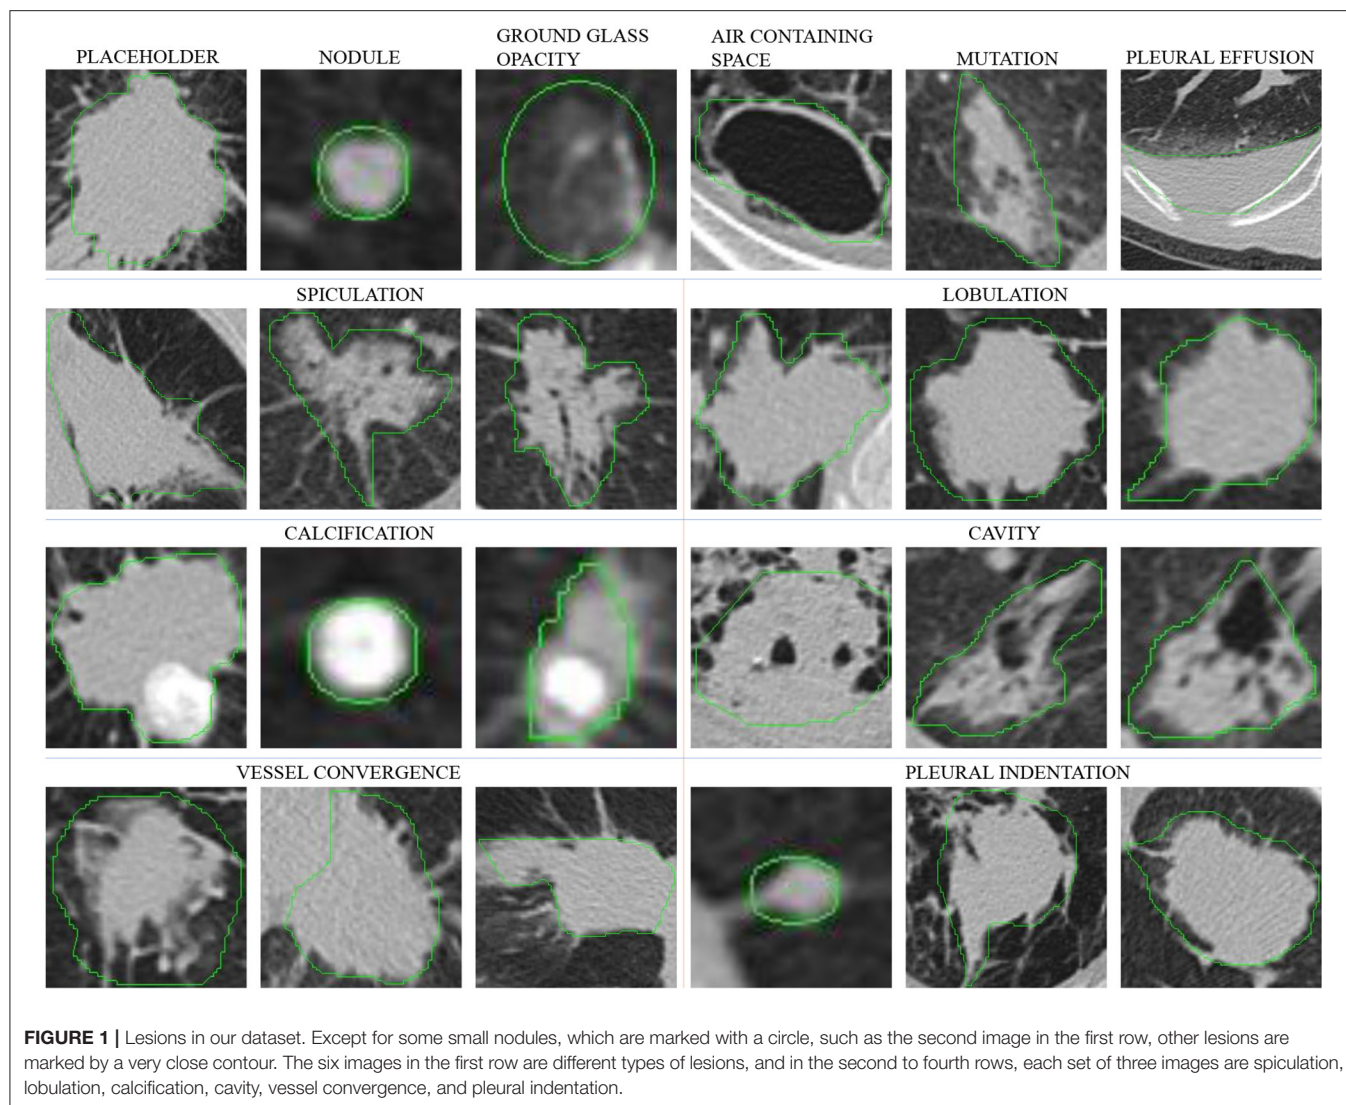 PLACEHOLDER
NODULE
GROUND GLASS
OPACITY
AIR CONTAINING
SPACE
MUTATION
PLEURAL EFFUSION
SPICULATION
LOBULATION
CALCIFICATION
CAVITY
VESSEL CONVERGENCE
PLEURAL INDENTATION
FIGURE 1 | Lesions in our dataset. Except for some small nodules, which are marked with a circle, such as the second image in the first row, other lesions are
marked by a very close contour. The six images in the first row are different types of lesions, and in the second to fourth rows, each set of three images are spiculation,
lobulation, calcification, cavity, vessel convergence, and pleural indentation.